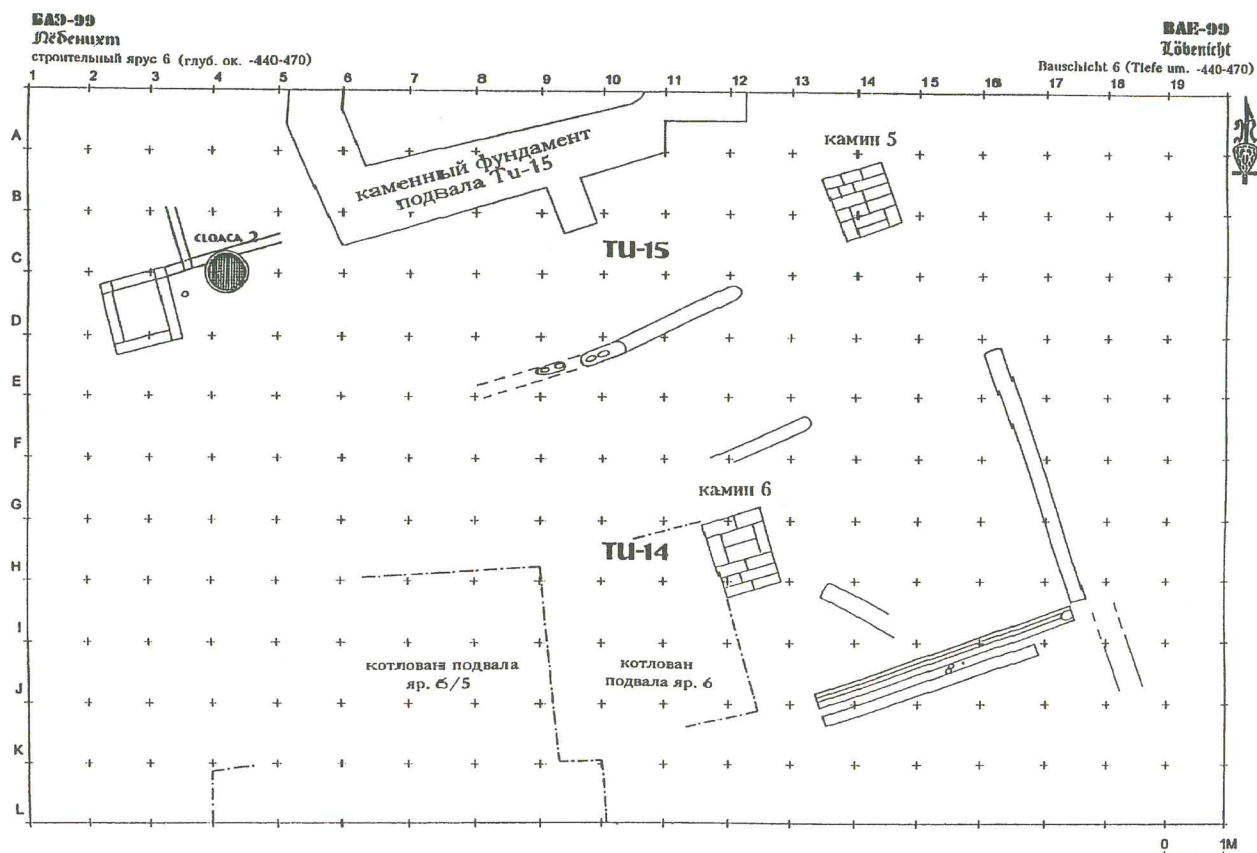 БАЭ-99
Лёбенихт
строительный ярус 6 (глуб. ок. -440-470)
BAE-99
Löbenicht
Bauschicht 6 (Tiefe um. -440-470)
1 2 3 4 5 6 7 8 9 10 11 12 13 14 15 16 17 18 19
A
B
C
D
E
F
G
H
I
J
K
L
N
каменный фундамент
подвала Tu-15
камин 5
CLOACA 2
TU-15
камин 6
TU-14
котлован подвала
яр. 6/5
котлован
подвала яр. 6
0 1M